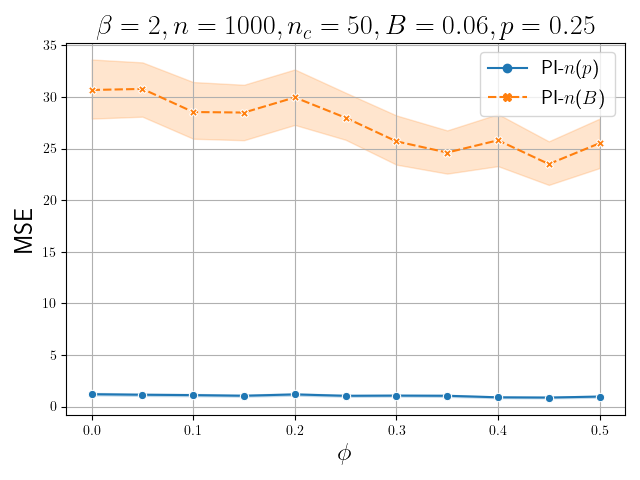 β = 2, n = 1000, n_c = 50, B = 0.06, p = 0.25
35
30
25
20
15
10
5
0
MSE
PI-n(p)
PI-n(B)
0.0 0.1 0.2 0.3 0.4 0.5
ϕ